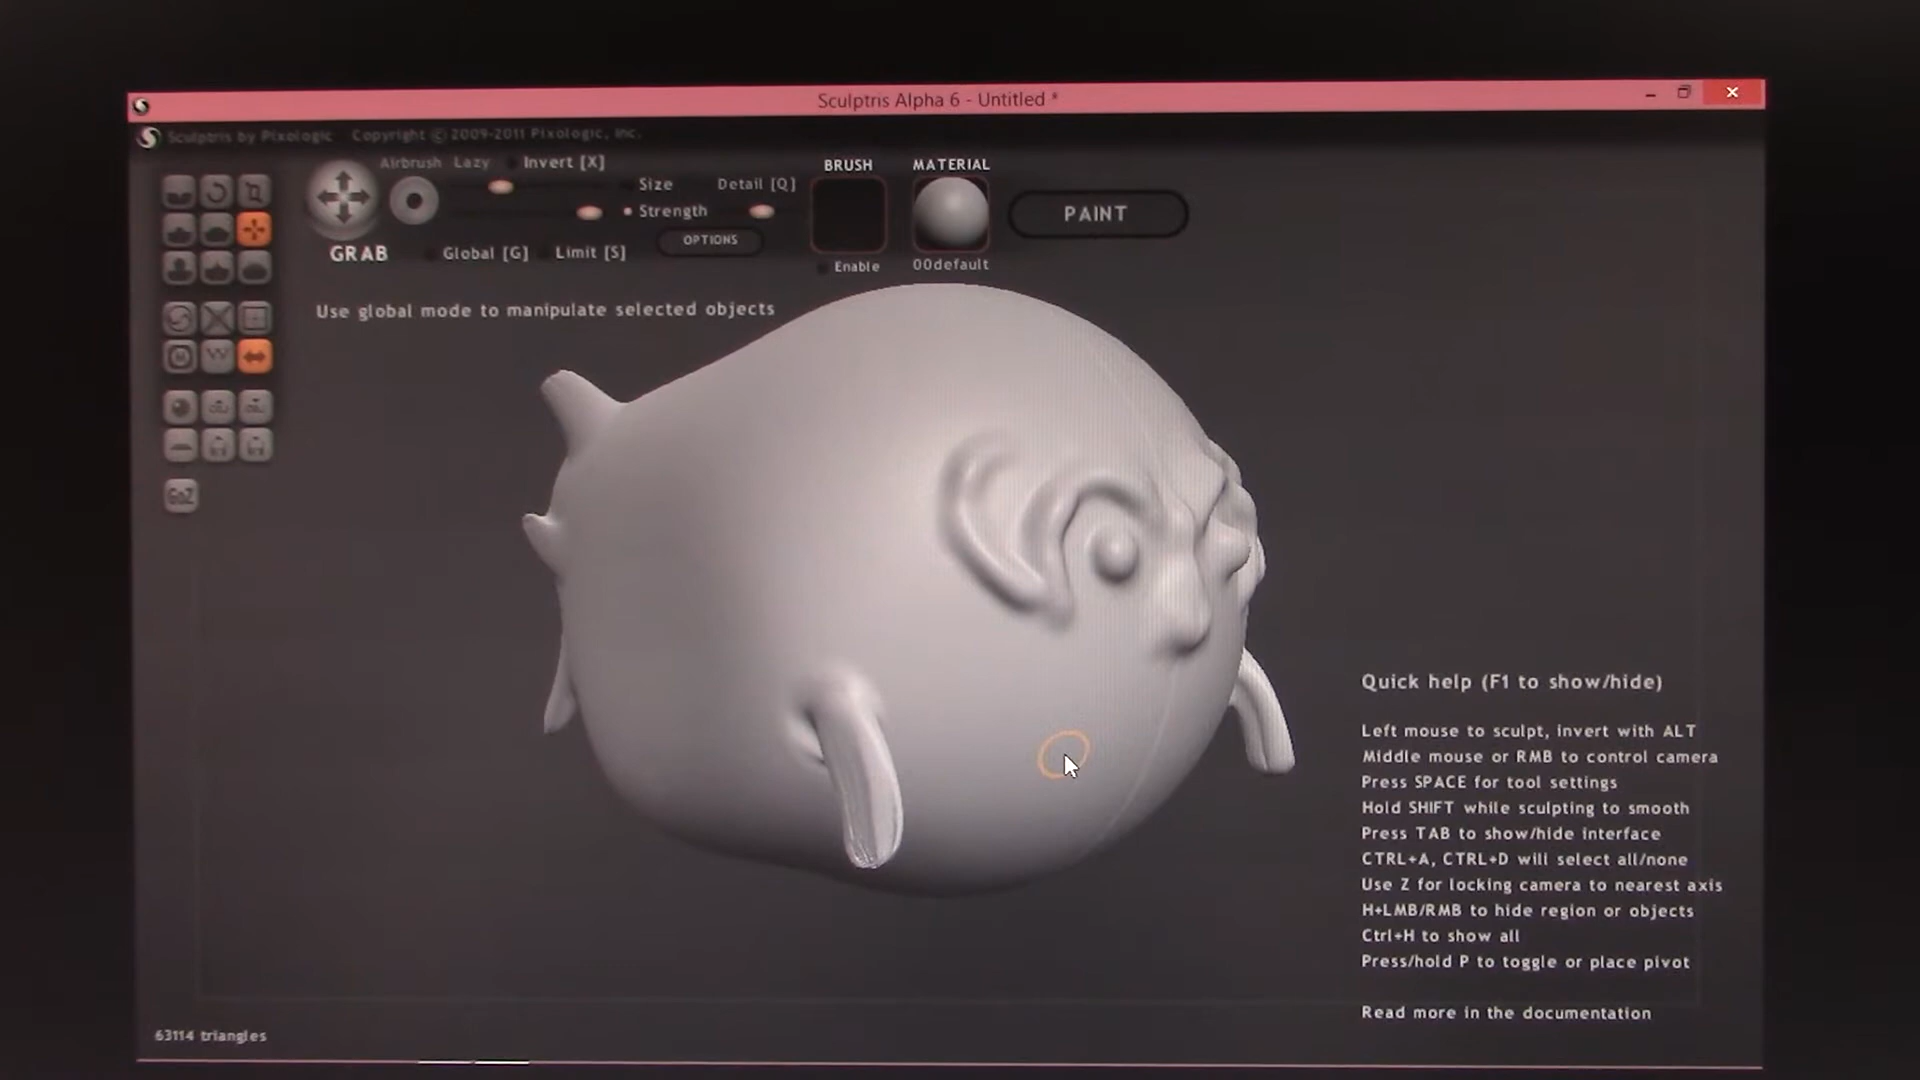 Sculptris Alpha 6 - Untitled *
Sculptris by Pixologic Copyright © 2009-2011 Pixologic, Inc.
Airbrush Lazy Invert [X]
Size Detail [Q]
Strength
GRAB Global [G] Limit [S] OPTIONS
BRUSH MATERIAL
PAINT
Enable 00default
Use global mode to manipulate selected objects
GoZ
Quick help (F1 to show/hide)
Left mouse to sculpt, invert with ALT
Middle mouse or RMB to control camera
Press SPACE for tool settings
Hold SHIFT while sculpting to smooth
Press TAB to show/hide interface
CTRL+A, CTRL+D will select all/none
Use Z for locking camera to nearest axis
H+LMB/RMB to hide region or objects
Ctrl+H to show all
Press/hold P to toggle or place pivot
Read more in the documentation
63114 triangles